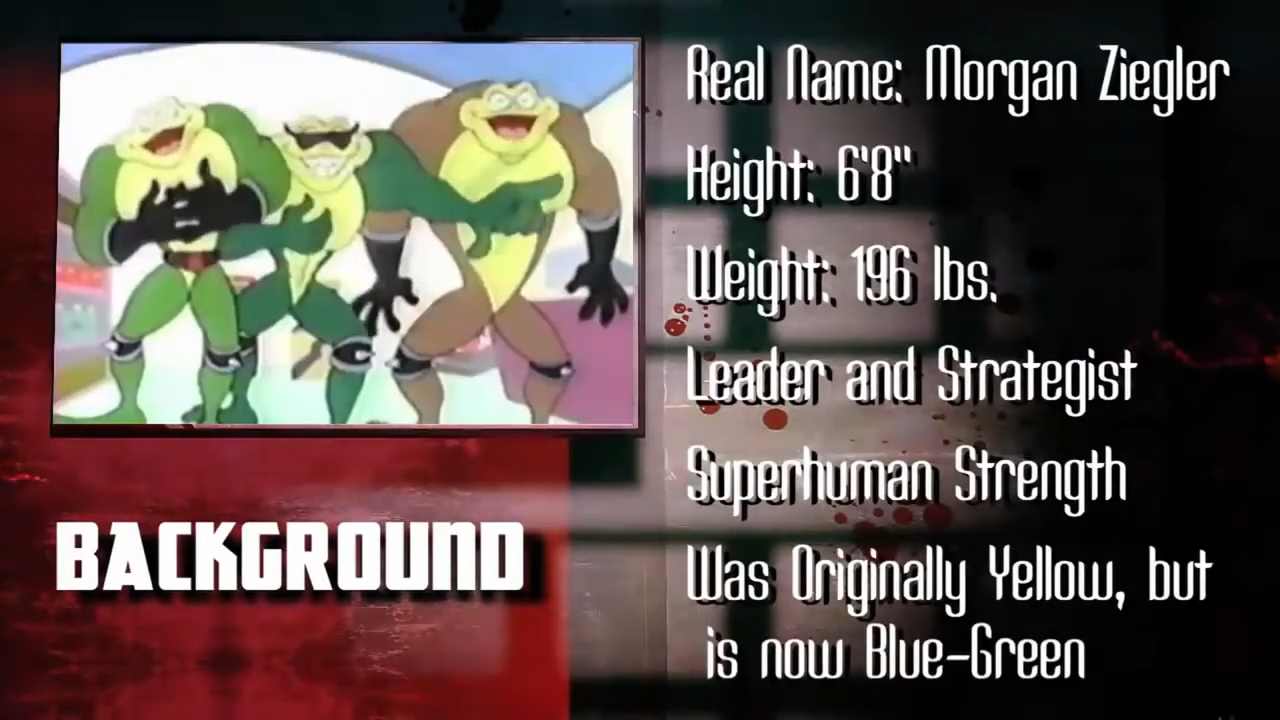 Real Name: Morgan Ziegler
Height: 6'8"
Weight: 196 lbs.
Leader and Strategist
Superhuman Strength
Was Originally Yellow, but
is now Blue-Green
BACKGROUND